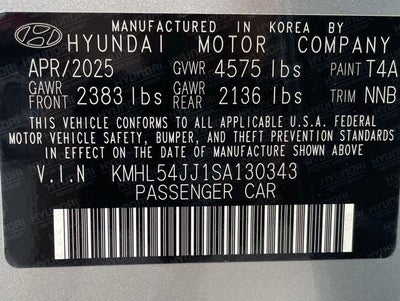 MANUFACTURED IN KOREA BY
HYUNDAI MOTOR COMPANY
APR/2025 GVWR 4575 lbs PAINT T4A
GAWR FRONT 2383 lbs GAWR REAR 2136 lbs TRIM NNB
THIS VEHICLE CONFORMS TO ALL APPLICABLE U.S.A. FEDERAL
MOTOR VEHICLE SAFETY, BUMPER, AND THEFT PREVENTION STANDARDS
IN EFFECT ON THE DATE OF MANUFACTURE SHOWN ABOVE.
V.I.N KMHL54JJ1SA130343
PASSENGER CAR